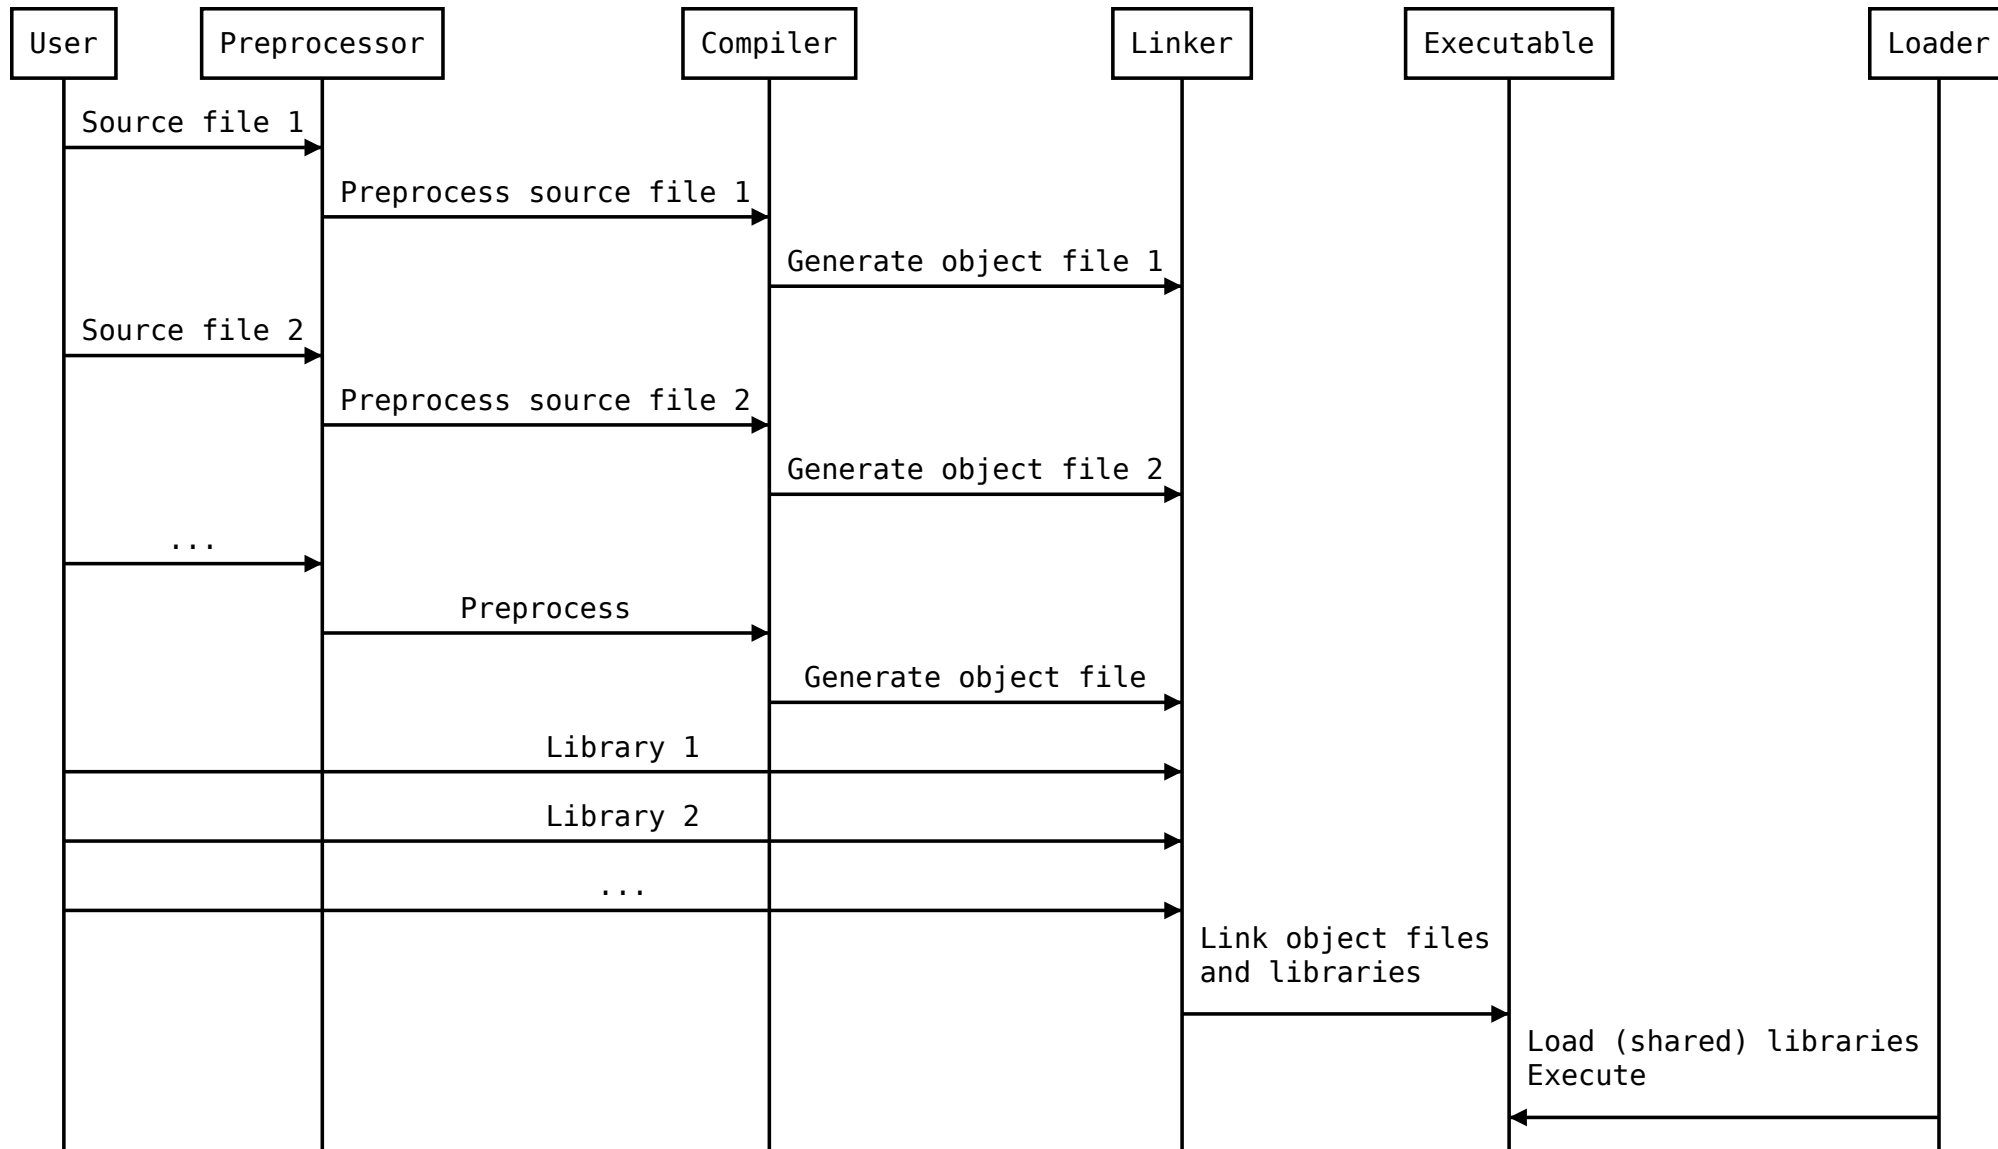 User
Preprocessor
Compiler
Linker
Executable
Loader
Source file 1
Preprocess source file 1
Generate object file 1
Source file 2
Preprocess source file 2
Generate object file 2
...
Preprocess
Generate object file
Library 1
Library 2
...
Link object files
and libraries
Load (shared) libraries
Execute